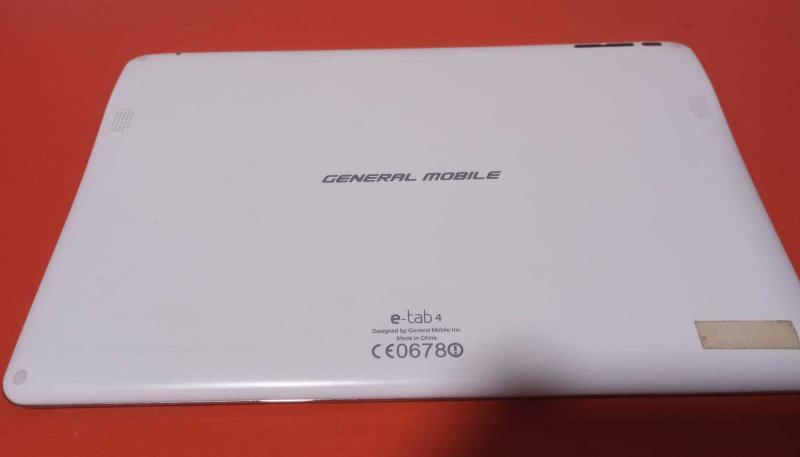 GENERAL MOBILE
e-tab 4
Designed by General Mobile Inc.
Made in China
CE0678